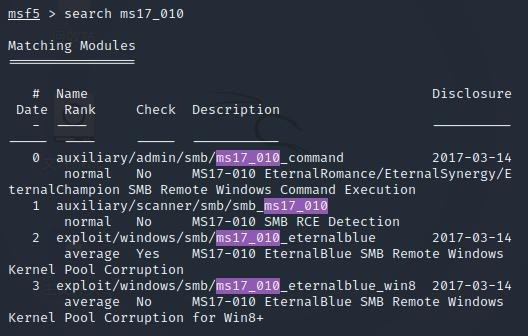 msf5 > search ms17_010
Matching Modules
================
# Name Disclosure
Date Rank Check Description
- ---- ----------
----- ---- ----- -----------
0 auxiliary/admin/smb/ms17_010_command 2017-03-14
normal No MS17-010 EternalRomance/EternalSynergy/E
ternalChampion SMB Remote Windows Command Execution
1 auxiliary/scanner/smb/smb_ms17_010
normal No MS17-010 SMB RCE Detection
2 exploit/windows/smb/ms17_010_eternalblue 2017-03-14
average Yes MS17-010 EternalBlue SMB Remote Windows
Kernel Pool Corruption
3 exploit/windows/smb/ms17_010_eternalblue_win8 2017-03-14
average No MS17-010 EternalBlue SMB Remote Windows
Kernel Pool Corruption for Win8+